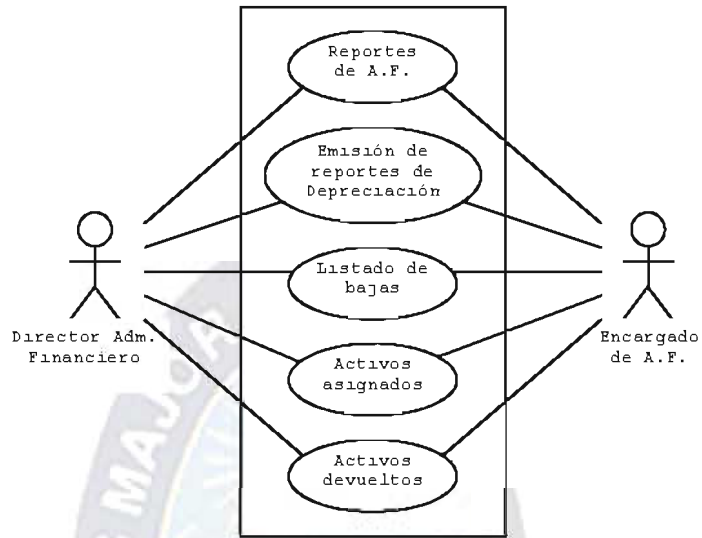 Reportes
de A.F.
Emisión de
reportes de
Depreciación
Listado de
bajas
Director Adm.
Financiero
Encargado
de A.F.
Activos
asignados
Activos
devueltos
S MAJOR